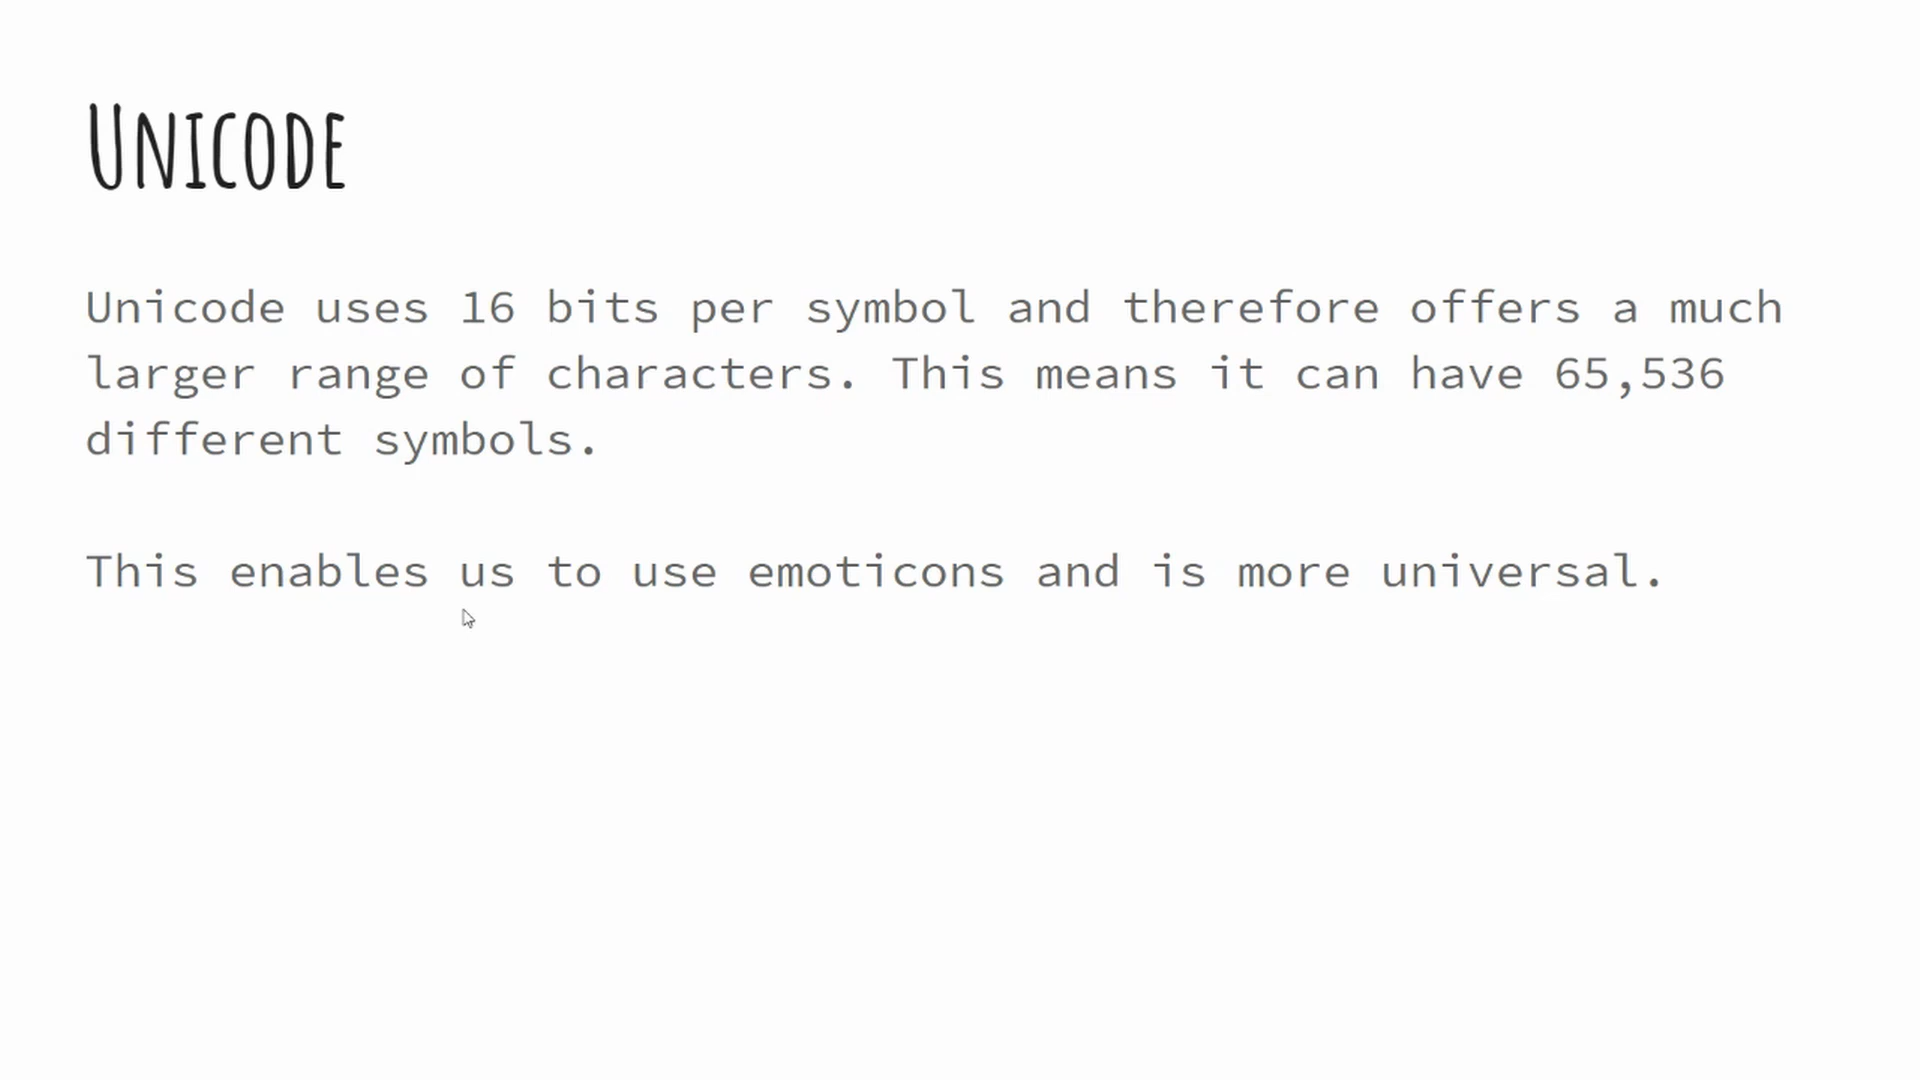 Unicode
Unicode uses 16 bits per symbol and therefore offers a much
larger range of characters. This means it can have 65,536
different symbols.
This enables us to use emoticons and is more universal.